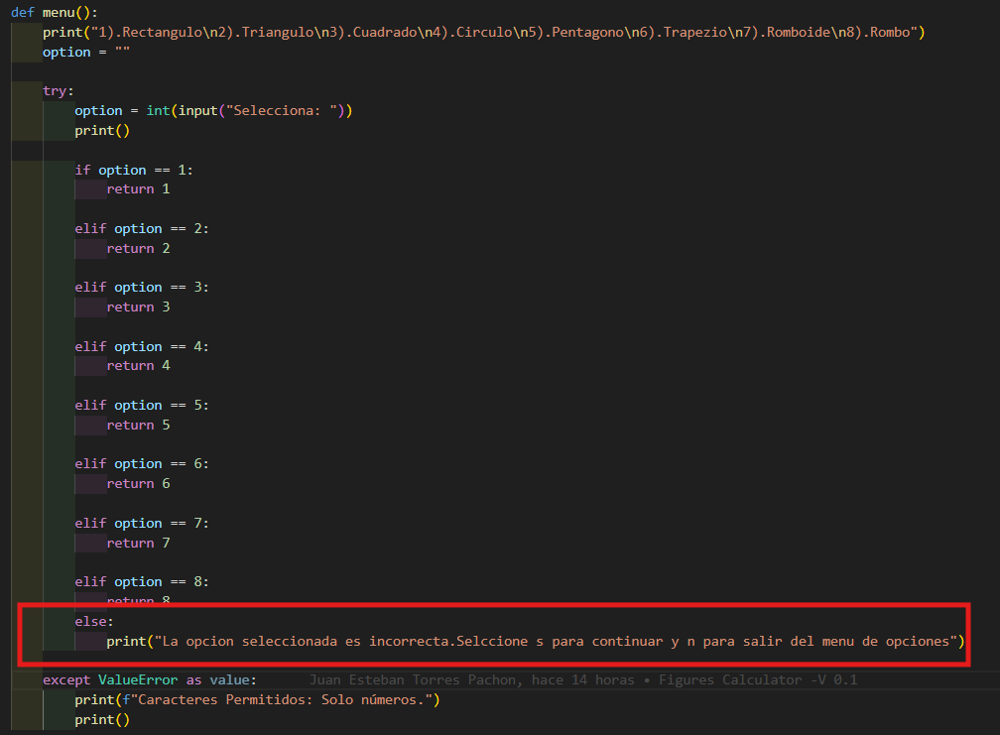 def menu():
    print("1).Rectangulo\n2).Triangulo\n3).Cuadrado\n4).Circulo\n5).Pentagono\n6).Trapezio\n7).Romboide\n8).Rombo")
    option = ""
    try:
        option = int(input("Selecciona: "))
        print()
        if option == 1:
            return 1
        elif option == 2:
            return 2
        elif option == 3:
            return 3
        elif option == 4:
            return 4
        elif option == 5:
            return 5
        elif option == 6:
            return 6
        elif option == 7:
            return 7
        elif option == 8:
            return 8
        else:
            print("La opcion seleccionada es incorrecta.Selccione s para continuar y n para salir del menu de opciones")
    except ValueError as value: Juan Esteban Torres Pachon, hace 14 horas • Figures Calculator -V 0.1
        print(f"Caracteres Permitidos: Solo números.")
        print()